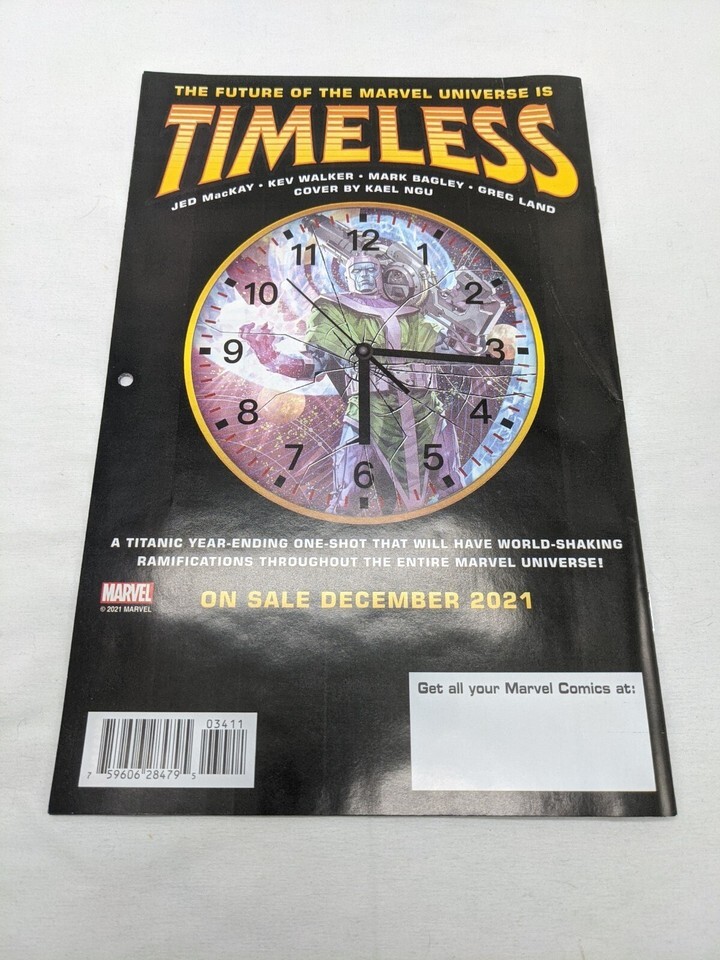 THE FUTURE OF THE MARVEL UNIVERSE IS
TIMELESS
JED MacKAY • KEV WALKER • MARK BAGLEY • GREG LAND
COVER BY KAEL NGU
12
11
1
10
2
9
3
8
4
7
5
6
A TITANIC YEAR-ENDING ONE-SHOT THAT WILL HAVE WORLD-SHAKING
RAMIFICATIONS THROUGHOUT THE ENTIRE MARVEL UNIVERSE!
MARVEL
© 2021 MARVEL
ON SALE DECEMBER 2021
Get all your Marvel Comics at:
03411
7 59606 28479 5